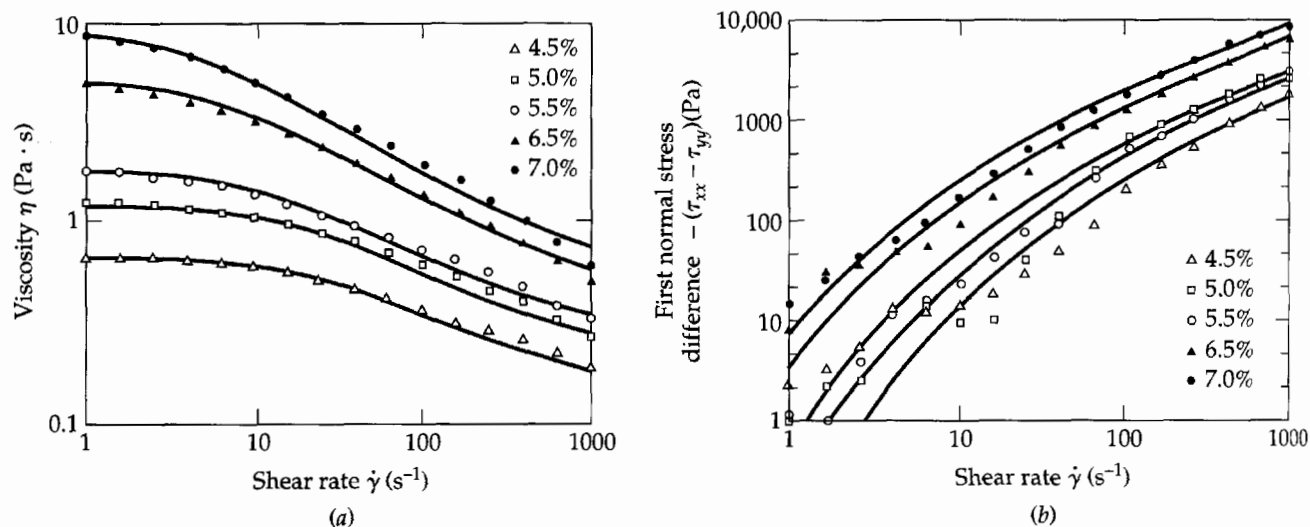 10
1
0.1
Viscosity η (Pa · s)
△ 4.5%
□ 5.0%
○ 5.5%
▲ 6.5%
● 7.0%
1 10 100 1000
Shear rate γ̇ (s⁻¹)
(a)
10,000
1000
100
10
1
First normal stress
difference − (τxx − τyy)(Pa)
△ 4.5%
□ 5.0%
○ 5.5%
▲ 6.5%
● 7.0%
1 10 100 1000
Shear rate γ̇ (s⁻¹)
(b)